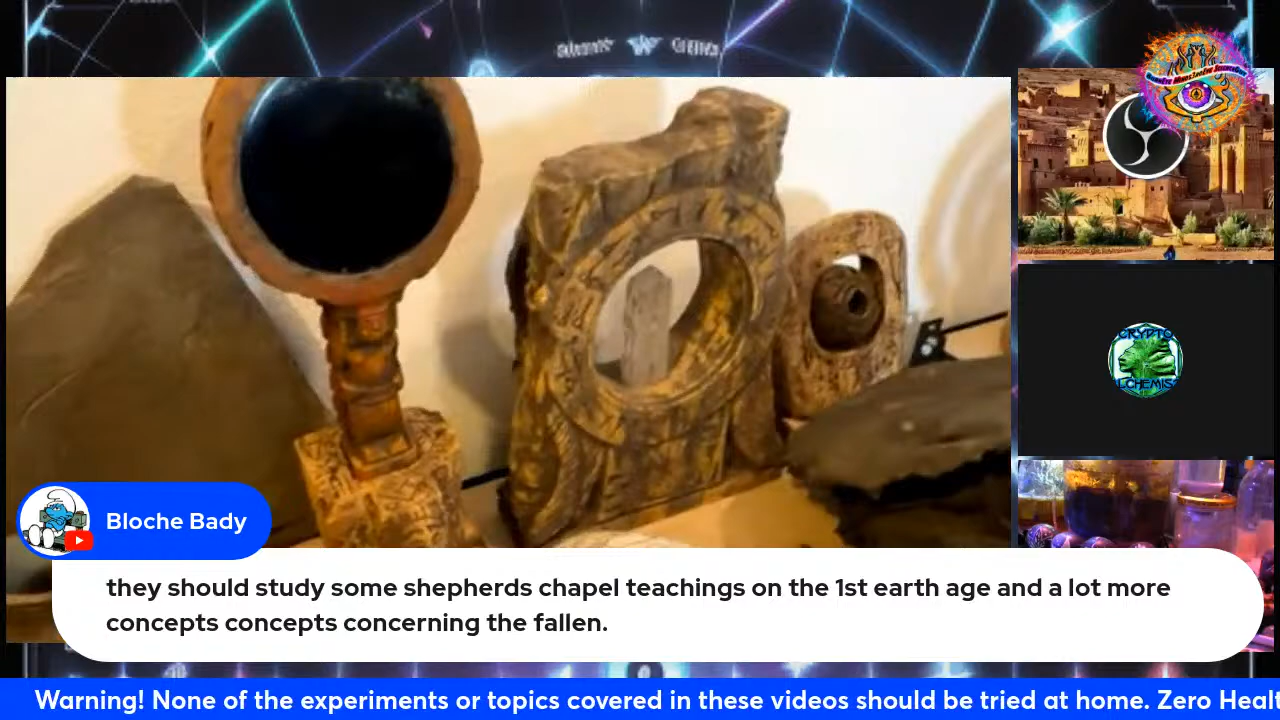 CRYPTO
ALCHEMIST
Bloche Bady
they should study some shepherds chapel teachings on the 1st earth age and a lot more
concepts concepts concerning the fallen.
Warning! None of the experiments or topics covered in these videos should be tried at home. Zero Healt